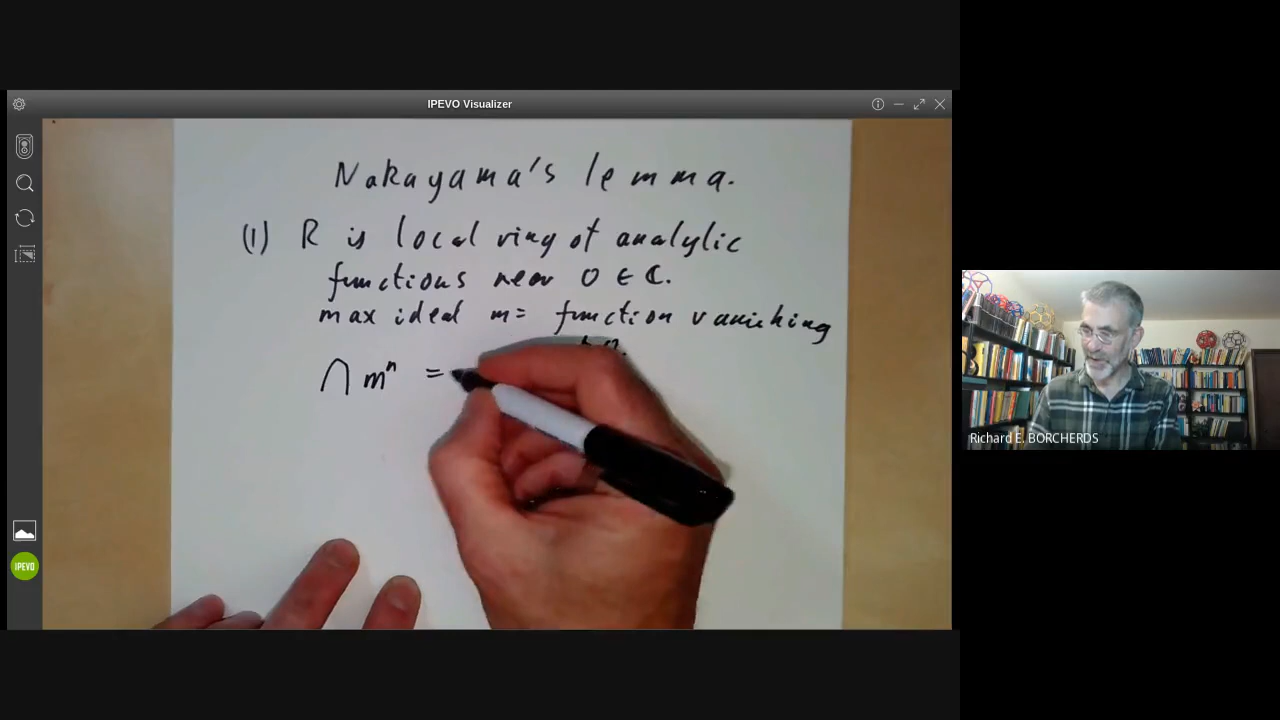 IPEVO Visualizer
Nakayama's lemma.
(1) R is local ring of analytic
functions near 0 ∈ ℂ.
max ideal m = function vanishing
⋂ mⁿ =
IPEVO
Richard E. BORCHERDS